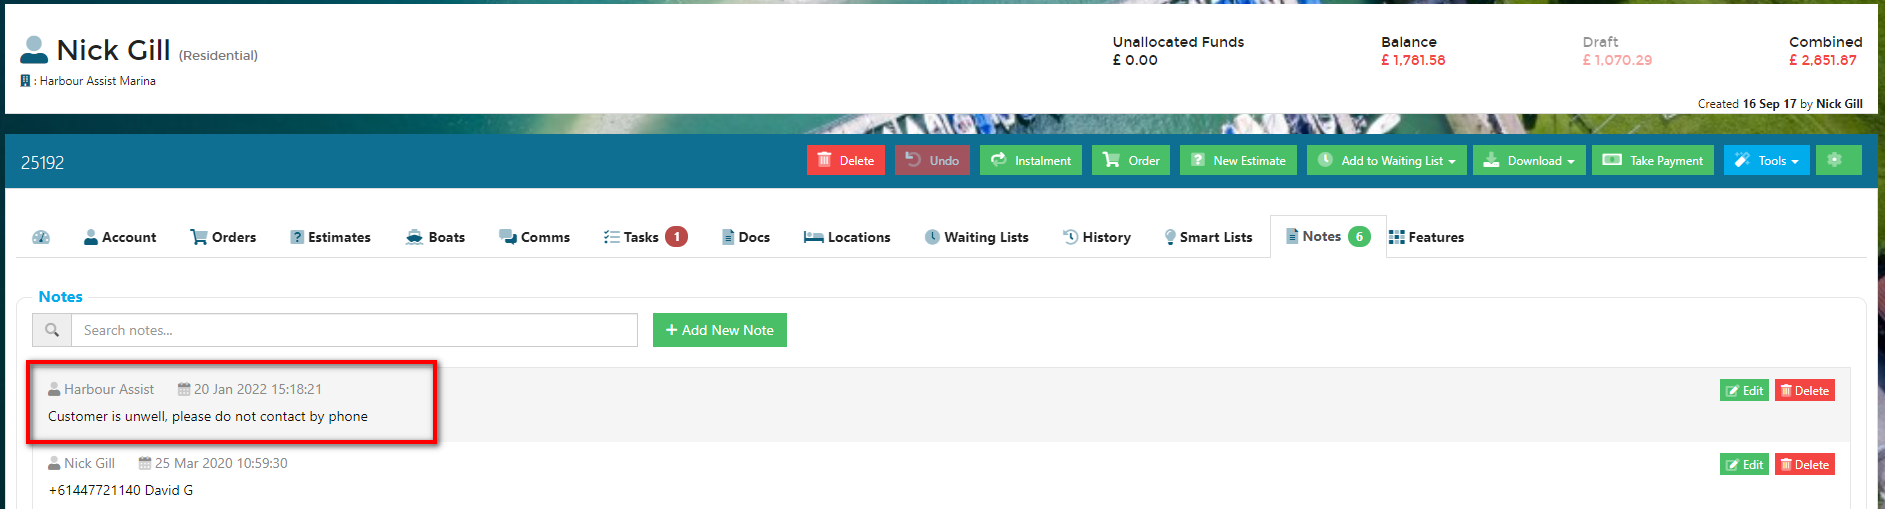 Nick Gill (Residential)
: Harbour Assist Marina
Unallocated Funds
£ 0.00
Balance
£ 1,781.58
Draft
£ 1,070.29
Combined
£ 2,851.87
Created 16 Sep 17 by Nick Gill
25192
Delete
Undo
Instalment
Order
New Estimate
Add to Waiting List
Download
Take Payment
Tools
Account
Orders
Estimates
Boats
Comms
Tasks 1
Docs
Locations
Waiting Lists
History
Smart Lists
Notes 6
Features
Notes
Search notes...
+ Add New Note
Harbour Assist 20 Jan 2022 15:18:21
Edit
Delete
Customer is unwell, please do not contact by phone
Nick Gill 25 Mar 2020 10:59:30
Edit
Delete
+61447721140 David G